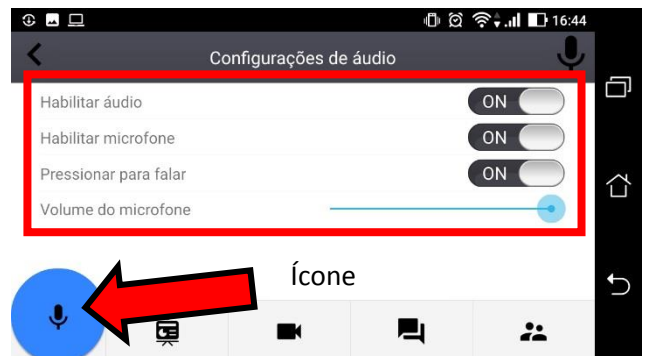 16:44
Configurações de áudio
Habilitar áudio ON
Habilitar microfone ON
Pressionar para falar ON
Volume do microfone
Ícone